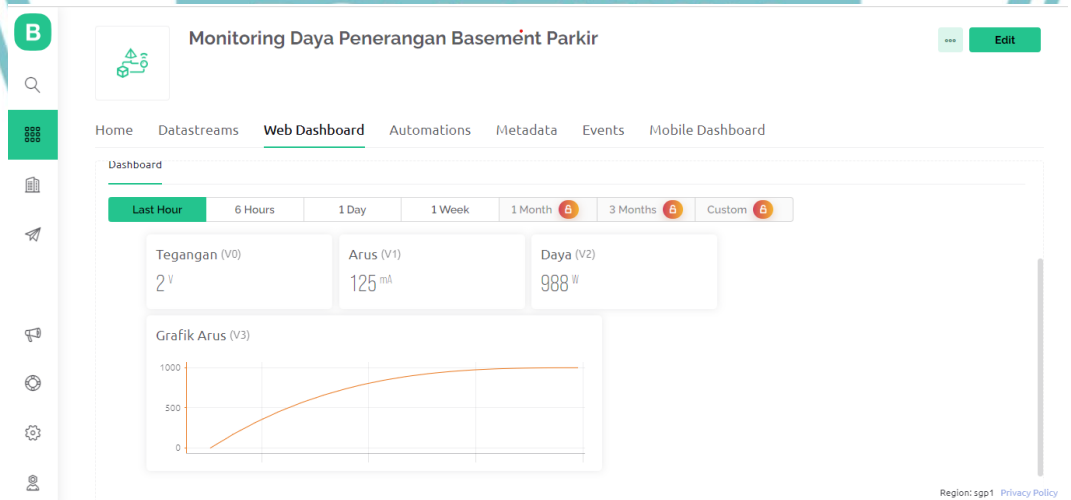 B
Monitoring Daya Penerangan Basement Parkir
Edit
Home Datastreams Web Dashboard Automations Metadata Events Mobile Dashboard
Dashboard
Last Hour 6 Hours 1 Day 1 Week 1 Month 3 Months Custom
Tegangan (V0) Arus (V1) Daya (V2)
2 V 125 mA 988 W
Grafik Arus (V3)
1000
500
0
Region: sgp1 Privacy Policy